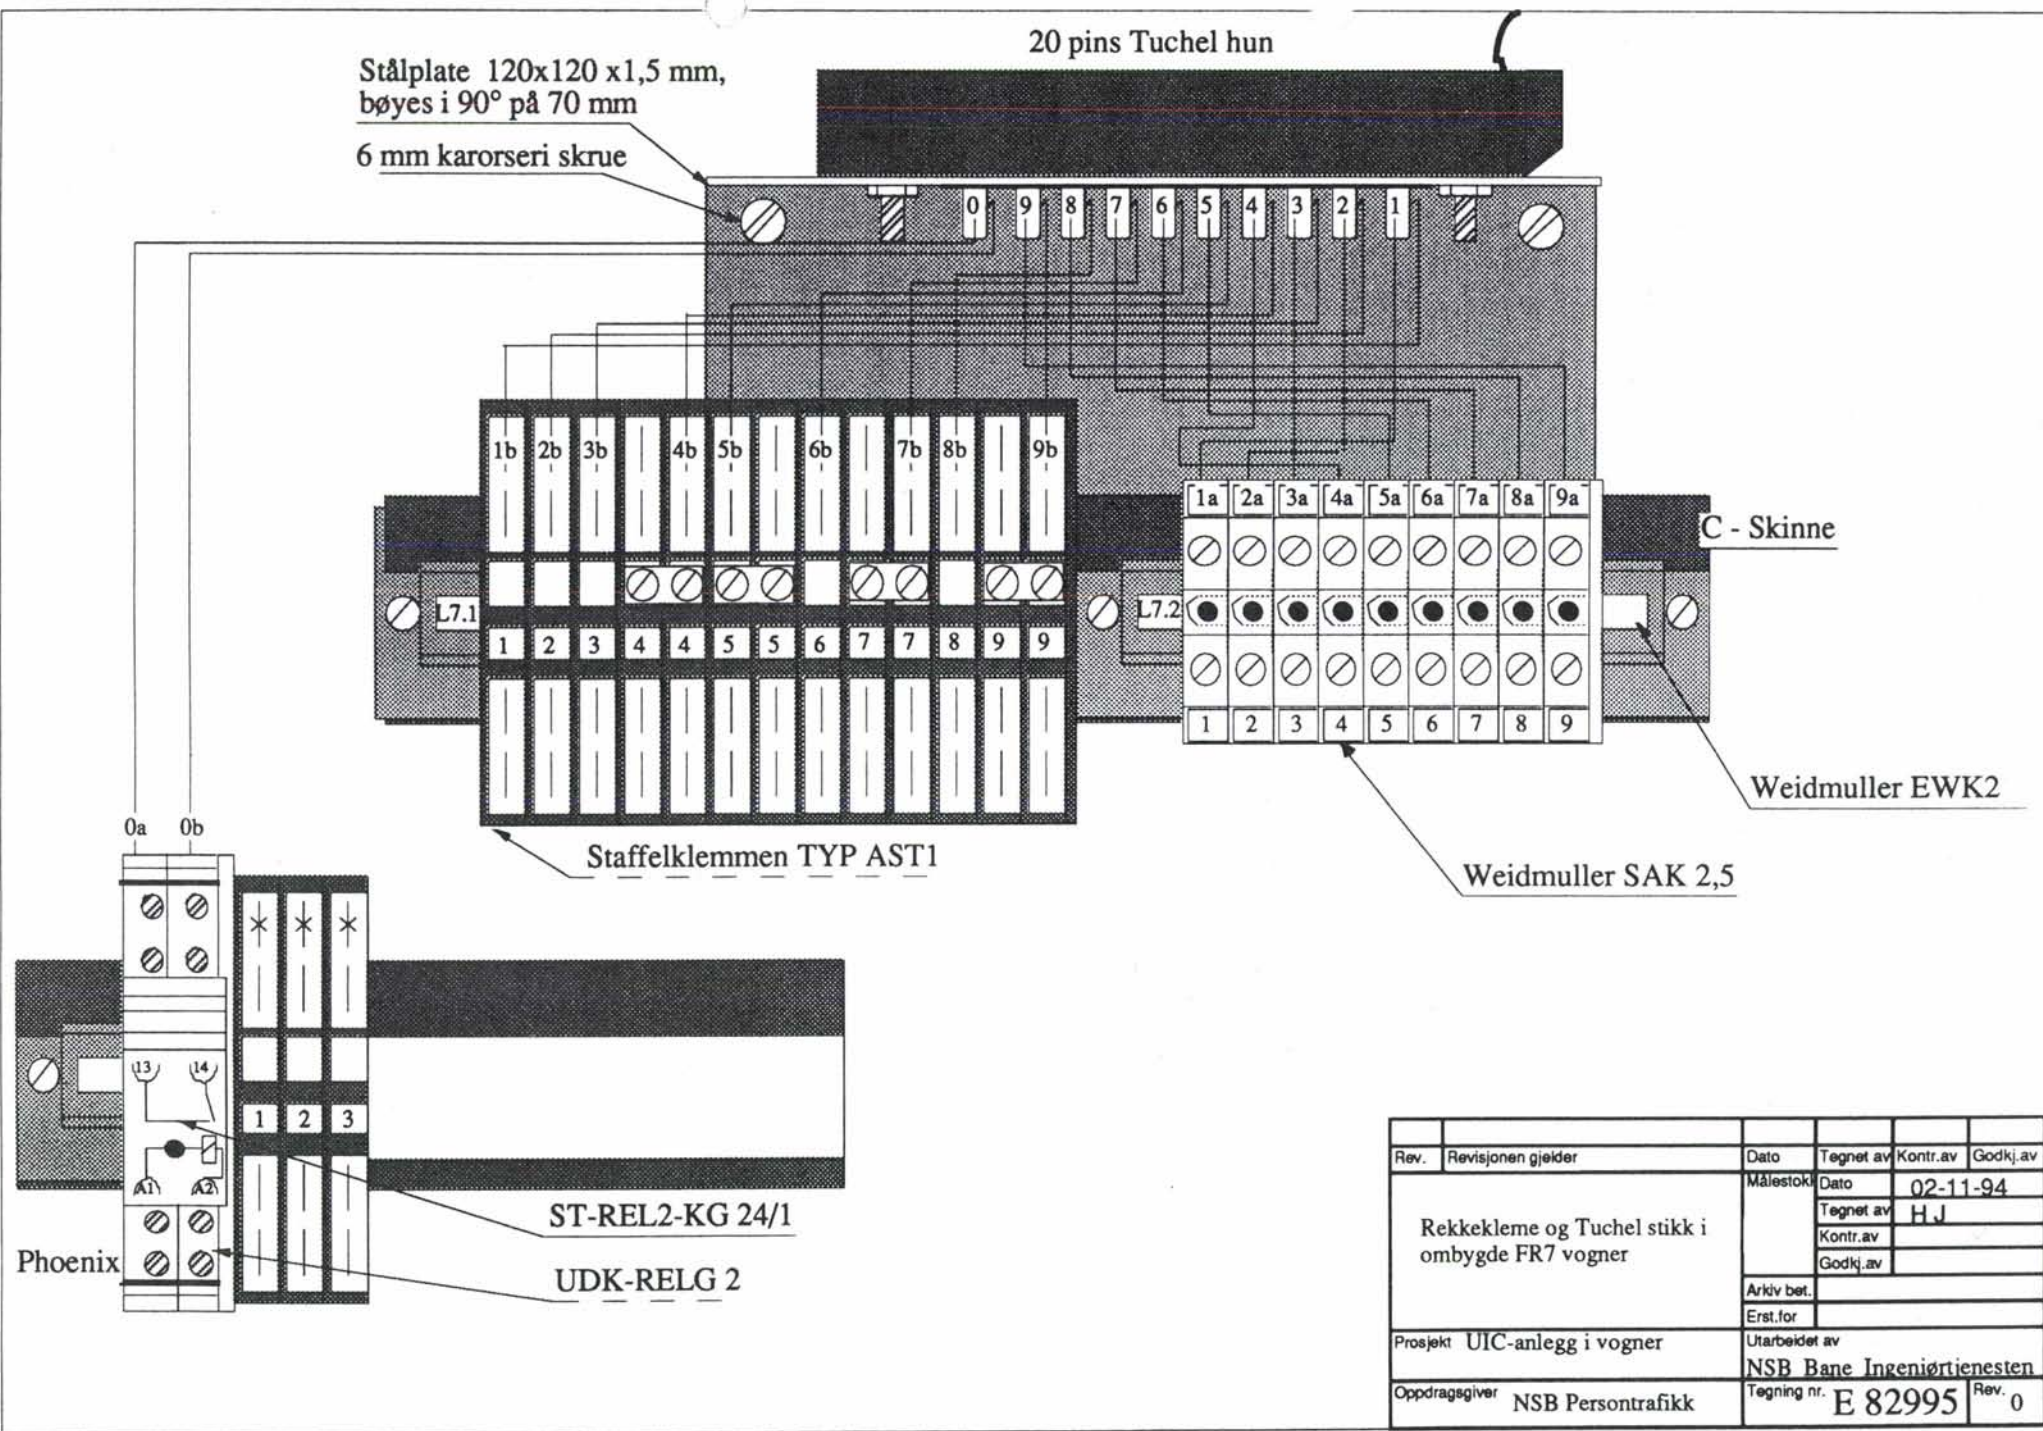 20 pins Tuchel hun
Stålplate 120x120 x1,5 mm,
bøyes i 90° på 70 mm
6 mm karorseri skrue
0 9 8 7 6 5 4 3 2 1
1b 2b 3b 4b 5b 6b 7b 8b 9b
1a 2a 3a 4a 5a 6a 7a 8a 9a
C - Skinne
L7.1
L7.2
1 2 3 4 4 5 5 6 7 7 8 9 9
1 2 3 4 5 6 7 8 9
Weidmuller EWK2
Weidmuller SAK 2,5
Staffelklemmen TYP AST1
0a 0b
13 14
1 2 3
A1 A2
ST-REL2-KG 24/1
Phoenix
UDK-RELG 2
Rev. Revisjonen gjelder Dato Tegnet av Kontr.av Godkj.av
Rekkekleme og Tuchel stikk i
ombygde FR7 vogner
Målestokk
Dato 02-11-94
Tegnet av HJ
Kontr.av
Godkj.av
Arkiv bet.
Erst.for
Prosjekt UIC-anlegg i vogner
Utarbeidet av
NSB Bane Ingeniørtjenesten
Oppdragsgiver NSB Persontrafikk
Tegning nr. E 82995 Rev. 0